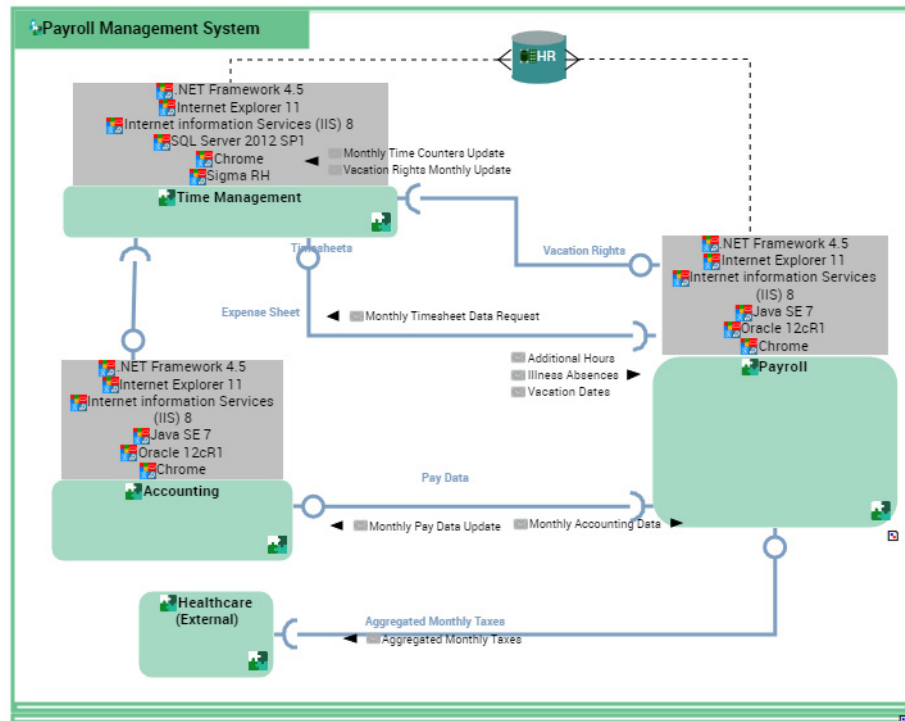 Payroll Management System
HR
.NET Framework 4.5
Internet Explorer 11
Internet information Services (IIS) 8
SQL Server 2012 SP1
Chrome
Sigma RH
Time Management
Monthly Time Counters Update
Vacation Rights Monthly Update
Timesheets
Vacation Rights
.NET Framework 4.5
Internet Explorer 11
Internet information Services
(IIS) 8
Java SE 7
Oracle 12cR1
Chrome
Payroll
Expense Sheet
Monthly Timesheet Data Request
Additional Hours
Illness Absences
Vacation Dates
.NET Framework 4.5
Internet Explorer 11
Internet information Services
(IIS) 8
Java SE 7
Oracle 12cR1
Chrome
Accounting
Pay Data
Monthly Pay Data Update
Monthly Accounting Data
Healthcare
(External)
Aggregated Monthly Taxes
Aggregated Monthly Taxes